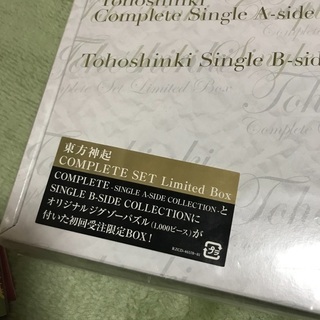 Tohoshinki
Complete Single A-side
Tohoshinki Single B-sid
東方神起
COMPLETE SET Limited Box
COMPLETE -SINGLE A-SIDE COLLECTION-と
SINGLE B-SIDE COLLECTIONに
オリジナルジグソーパズル(1,000ピース)が
付いた初回受注限定BOX!
プラ